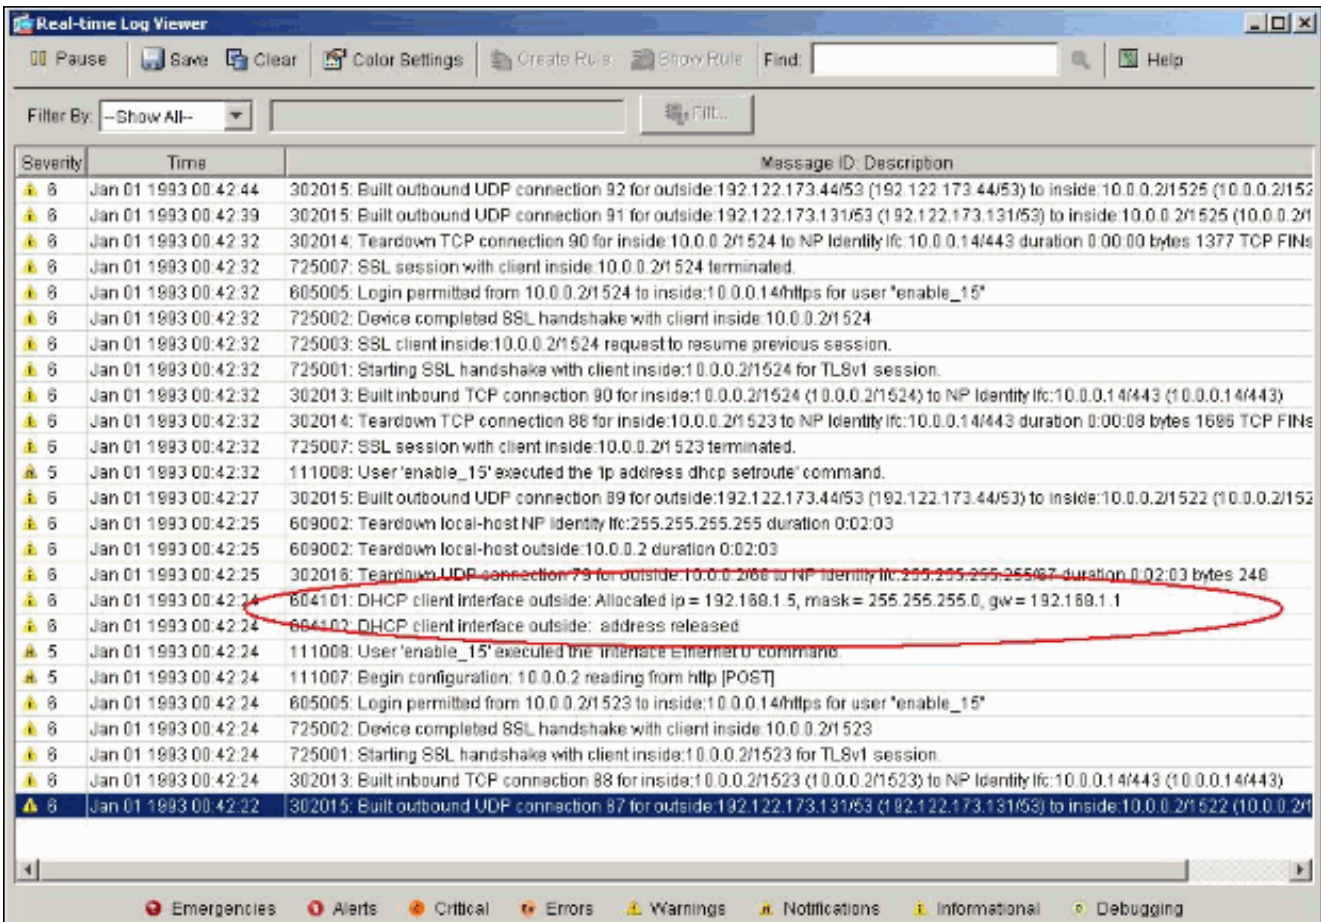 Real-time Log Viewer
Pause Save Clear Color Settings Create Rule Show Rule Find: Help
Filter By: --Show All-- Filt...
Severity Time Message ID: Description
6 Jan 01 1993 00:42:44 302015: Built outbound UDP connection 92 for outside:192.122.173.44/53 (192.122.173.44/53) to inside:10.0.0.2/1525 (10.0.0.2/152
6 Jan 01 1993 00:42:39 302015: Built outbound UDP connection 91 for outside:192.122.173.131/53 (192.122.173.131/53) to inside:10.0.0.2/1525 (10.0.0.2/1
6 Jan 01 1993 00:42:32 302014: Teardown TCP connection 90 for inside:10.0.0.2/1524 to NP Identity Ifc:10.0.0.14/443 duration 0:00:00 bytes 1377 TCP FINs
6 Jan 01 1993 00:42:32 725007: SSL session with client inside:10.0.0.2/1524 terminated.
6 Jan 01 1993 00:42:32 605005: Login permitted from 10.0.0.2/1524 to inside:10.0.0.14/https for user "enable_15"
6 Jan 01 1993 00:42:32 725002: Device completed SSL handshake with client inside:10.0.0.2/1524
6 Jan 01 1993 00:42:32 725003: SSL client inside:10.0.0.2/1524 request to resume previous session.
6 Jan 01 1993 00:42:32 725001: Starting SSL handshake with client inside:10.0.0.2/1524 for TLSv1 session.
6 Jan 01 1993 00:42:32 302013: Built inbound TCP connection 90 for inside:10.0.0.2/1524 (10.0.0.2/1524) to NP Identity Ifc:10.0.0.14/443 (10.0.0.14/443)
6 Jan 01 1993 00:42:32 302014: Teardown TCP connection 88 for inside:10.0.0.2/1523 to NP Identity Ifc:10.0.0.14/443 duration 0:00:08 bytes 1695 TCP FINs
6 Jan 01 1993 00:42:32 725007: SSL session with client inside:10.0.0.2/1523 terminated.
5 Jan 01 1993 00:42:32 111008: User 'enable_15' executed the 'ip address dhcp setroute' command.
6 Jan 01 1993 00:42:27 302015: Built outbound UDP connection 89 for outside:192.122.173.44/53 (192.122.173.44/53) to inside:10.0.0.2/1522 (10.0.0.2/152
6 Jan 01 1993 00:42:25 609002: Teardown local-host NP Identity Ifc:255.255.255.255 duration 0:02:03
6 Jan 01 1993 00:42:25 609002: Teardown local-host outside:10.0.0.2 duration 0:02:03
6 Jan 01 1993 00:42:25 302016: Teardown UDP connection 79 for outside:10.0.0.2/68 to NP Identity Ifc:255.255.255.255/67 duration 0:02:03 bytes 248
6 Jan 01 1993 00:42:24 604101: DHCP client interface outside: Allocated ip = 192.168.1.5, mask = 255.255.255.0, gw = 192.168.1.1
6 Jan 01 1993 00:42:24 604102: DHCP client interface outside: address released
5 Jan 01 1993 00:42:24 111008: User 'enable_15' executed the 'interface Ethernet 0' command.
5 Jan 01 1993 00:42:24 111007: Begin configuration: 10.0.0.2 reading from http [POST]
6 Jan 01 1993 00:42:24 605005: Login permitted from 10.0.0.2/1523 to inside:10.0.0.14/https for user "enable_15"
6 Jan 01 1993 00:42:24 725002: Device completed SSL handshake with client inside:10.0.0.2/1523
6 Jan 01 1993 00:42:24 725001: Starting SSL handshake with client inside:10.0.0.2/1523 for TLSv1 session.
6 Jan 01 1993 00:42:24 302013: Built inbound TCP connection 88 for inside:10.0.0.2/1523 (10.0.0.2/1523) to NP Identity Ifc:10.0.0.14/443 (10.0.0.14/443)
6 Jan 01 1993 00:42:22 302015: Built outbound UDP connection 87 for outside:192.122.173.131/53 (192.122.173.131/53) to inside:10.0.0.2/1522 (10.0.0.2/1
Emergencies Alerts Critical Errors Warnings Notifications Informational Debugging